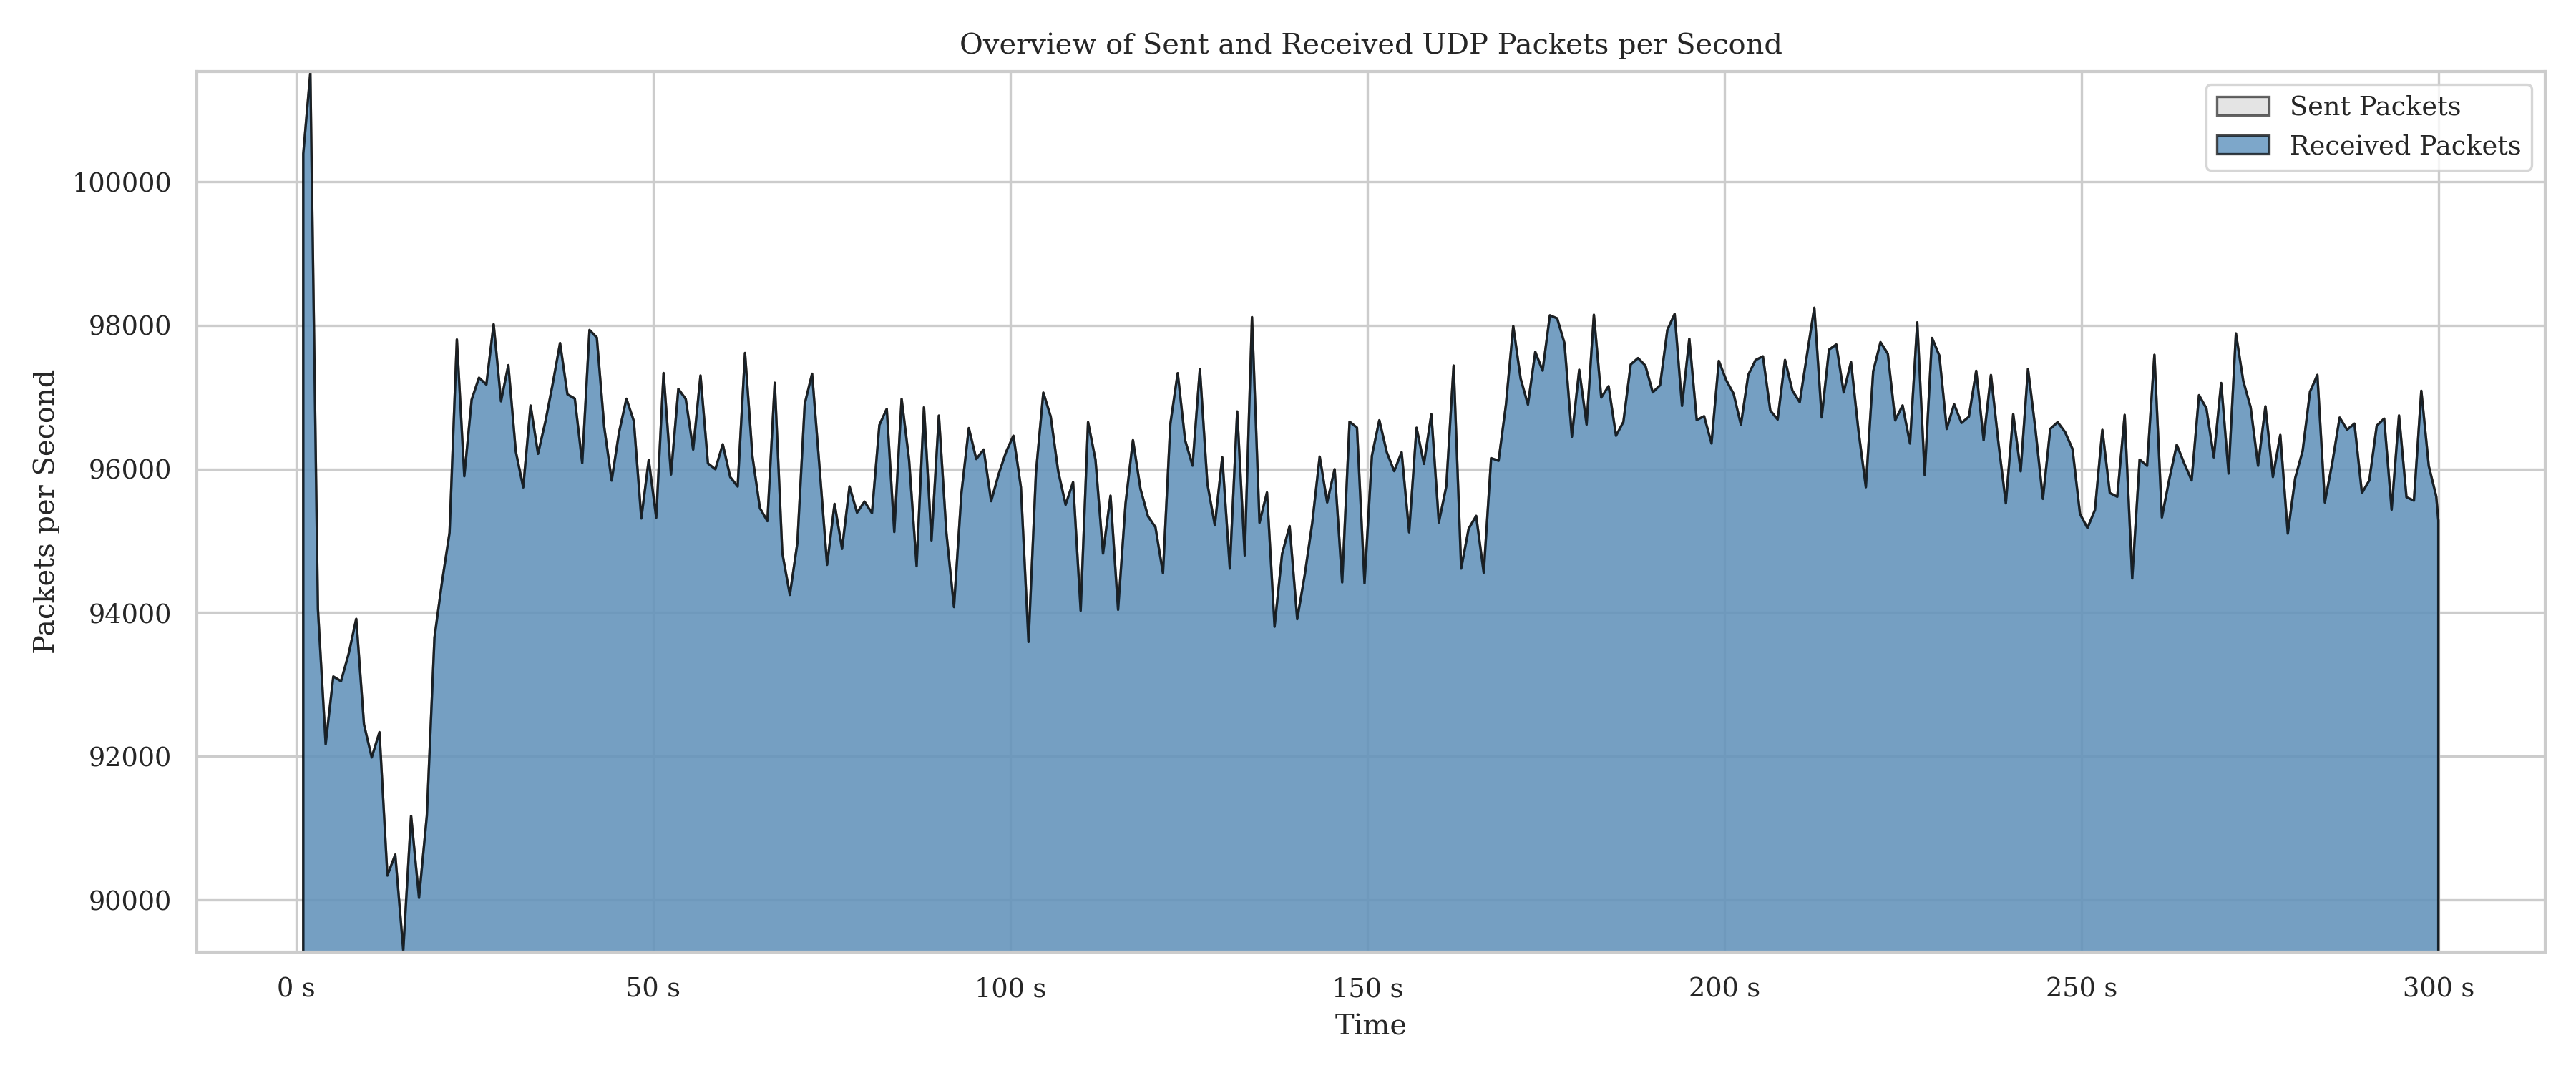 Overview of Sent and Received UDP Packets per Second
Sent Packets
Received Packets
Packets per Second
100000
98000
96000
94000
92000
90000
0 s
50 s
100 s
150 s
200 s
250 s
300 s
Time